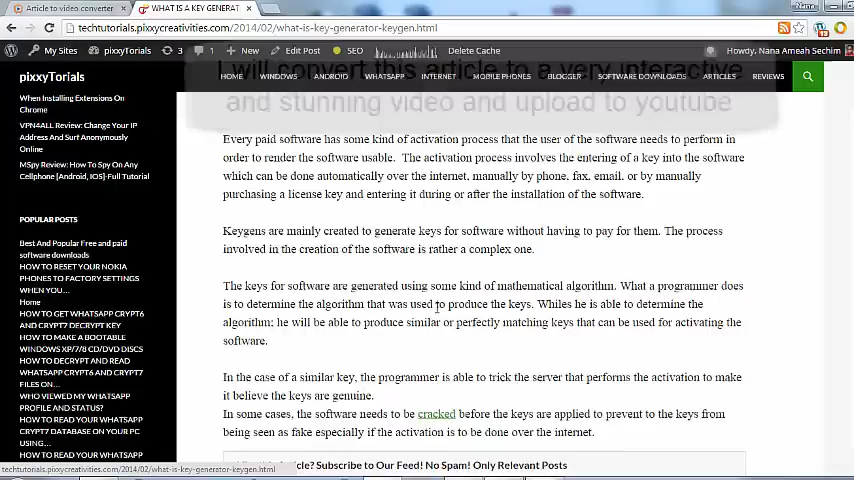 Article to video converter
WHAT IS A KEY GENERAT
Nana
techtutorials.pixxycreativities.com/2014/02/what-is-key-generator-keygen.html
My Sites pixxyTorials 3 1 + New Edit Post SEO Delete Cache Howdy, Nana Ameah Sechim
I will convert this article to a very interactive
and stunning video and upload to youtube
pixxyTorials
HOME WINDOWS ANDROID WHATSAPP INTERNET MOBILE PHONES BLOGGER SOFTWARE DOWNLOADS ARTICLES REVIEWS
When Installing Extensions On
Chrome
VPN4ALL Review: Change Your IP
Address And Surf Anonymously
Online
MSpy Review: How To Spy On Any
Cellphone [Android, IOS]-Full Tutorial
POPULAR POSTS
Best And Popular Free and paid
software downloads
HOW TO RESET YOUR NOKIA
PHONES TO FACTORY SETTINGS
WHEN YOU...
Home
HOW TO GET WHATSAPP CRYPT6
AND CRYPT7 DECRYPT KEY
HOW TO MAKE A BOOTABLE
WINDOWS XP/7/8 CD/DVD DISCS
HOW TO DECRYPT AND READ
WHATSAPP CRYPT6 AND CRYPT7
FILES ON...
WHO VIEWED MY WHATSAPP
PROFILE AND STATUS?
HOW TO READ YOUR WHATSAPP
CRYPT7 DATABASE ON YOUR PC
USING...
HOW TO READ YOUR WHATSAPP
Every paid software has some kind of activation process that the user of the software needs to perform in
order to render the software usable. The activation process involves the entering of a key into the software
which can be done automatically over the internet, manually by phone, fax, email, or by manually
purchasing a license key and entering it during or after the installation of the software.
Keygens are mainly created to generate keys for software without having to pay for them. The process
involved in the creation of the software is rather a complex one.
The keys for software are generated using some kind of mathematical algorithm. What a programmer does
is to determine the algorithm that was used to produce the keys. Whiles he is able to determine the
algorithm; he will be able to produce similar or perfectly matching keys that can be used for activating the
software.
In the case of a similar key, the programmer is able to trick the server that performs the activation to make
it believe the keys are genuine.
In some cases, the software needs to be cracked before the keys are applied to prevent to the keys from
being seen as fake especially if the activation is to be done over the internet.
Article? Subscribe to Our Feed! No Spam! Only Relevant Posts
techtutorials.pixxycreativities.com/2014/02/what-is-key-generator-keygen.html